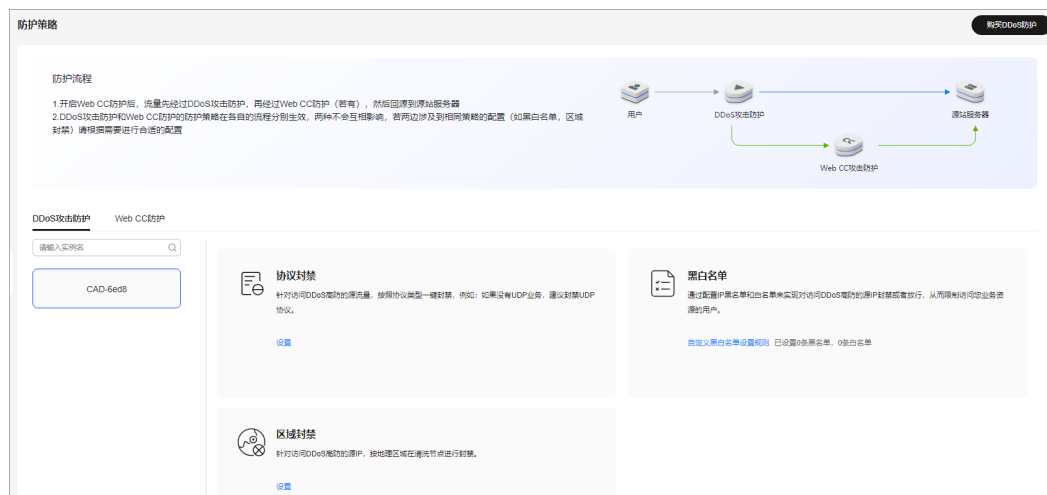 防护策略
购买DDoS防护
防护流程
1.开启Web CC防护后，流量先经过DDoS攻击防护，再经过Web CC防护（若有），然后回源到源站服务器
2.DDoS攻击防护和Web CC防护的防护策略在各自的流程分别生效，两种不会互相影响，若两边涉及到相同策略的配置（如黑白名单，区域
封禁）请根据需要进行合适的配置
用户
DDoS攻击防护
源站服务器
Web CC攻击防护
DDoS攻击防护
Web CC防护
请输入实例名
CAD-6ed8
协议封禁
针对访问DDoS高防的源流量，按照协议类型一键封禁，例如：如果没有UDP业务，建议封禁UDP
协议。
设置
黑白名单
通过配置IP黑名单和白名单来实现对访问DDoS高防的源IP封禁或者放行，从而限制访问您业务资
源的用户。
自定义黑白名单设置规则 已设置0条黑名单，0条白名单
区域封禁
针对访问DDoS高防的源IP，按地理区域在清洗节点进行封禁。
设置